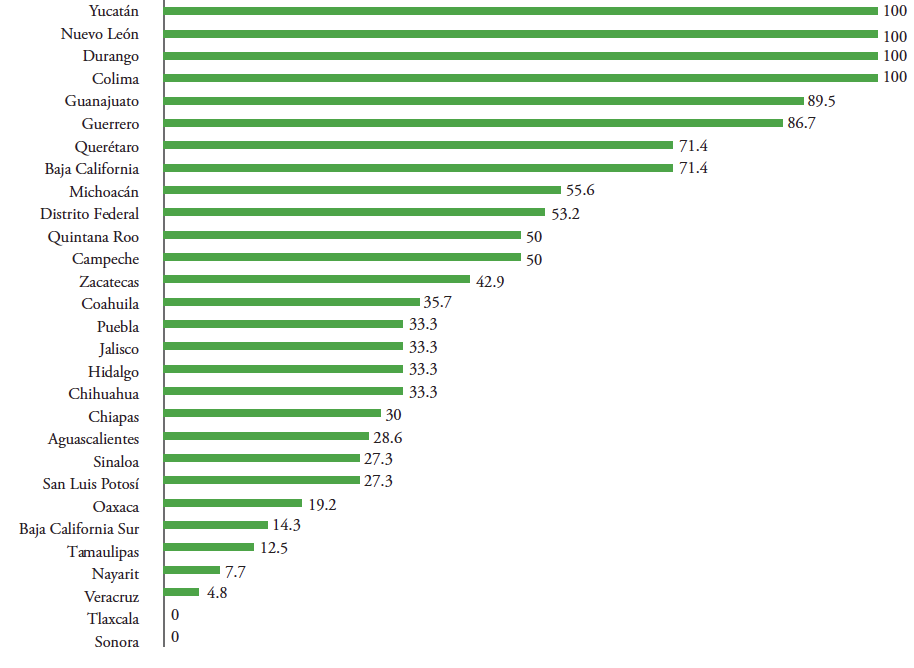 Yucatán 100
Nuevo León 100
Durango 100
Colima 100
Guanajuato 89.5
Guerrero 86.7
Querétaro 71.4
Baja California 71.4
Michoacán 55.6
Distrito Federal 53.2
Quintana Roo 50
Campeche 50
Zacatecas 42.9
Coahuila 35.7
Puebla 33.3
Jalisco 33.3
Hidalgo 33.3
Chihuahua 33.3
Chiapas 30
Aguascalientes 28.6
Sinaloa 27.3
San Luis Potosí 27.3
Oaxaca 19.2
Baja California Sur 14.3
Tamaulipas 12.5
Nayarit 7.7
Veracruz 4.8
Tlaxcala 0
Sonora 0